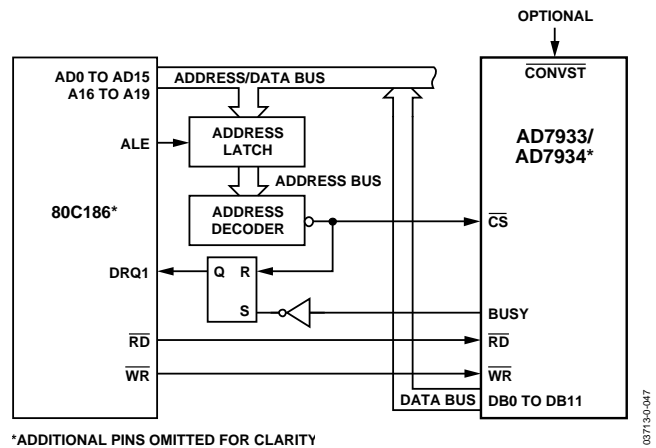 OPTIONAL
AD0 TO AD15
A16 TO A19
ADDRESS/DATA BUS
CONVST
ALE
ADDRESS
LATCH
AD7933/
AD7934*
ADDRESS BUS
80C186*
ADDRESS
DECODER
CS
DRQ1
Q R
S
BUSY
RD
RD
WR
WR
DATA BUS
DB0 TO DB11
*ADDITIONAL PINS OMITTED FOR CLARITY
03713-0-047